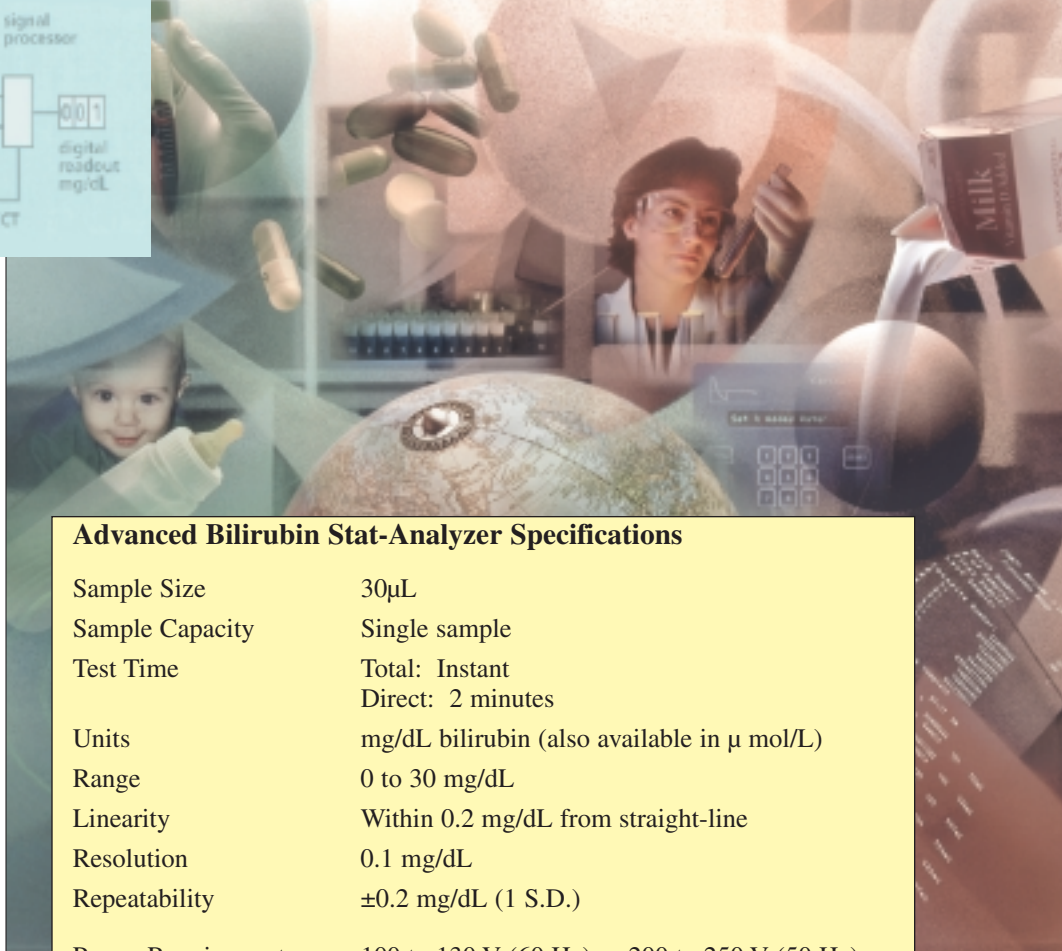 signal
processor
0 0 1
digital
readout
mg/dL
CT
Milk
Advanced Bilirubin Stat-Analyzer Specifications
Sample Size 30µL
Sample Capacity Single sample
Test Time Total: Instant
Direct: 2 minutes
Units mg/dL bilirubin (also available in µ mol/L)
Range 0 to 30 mg/dL
Linearity Within 0.2 mg/dL from straight-line
Resolution 0.1 mg/dL
Repeatability ±0.2 mg/dL (1 S.D.)